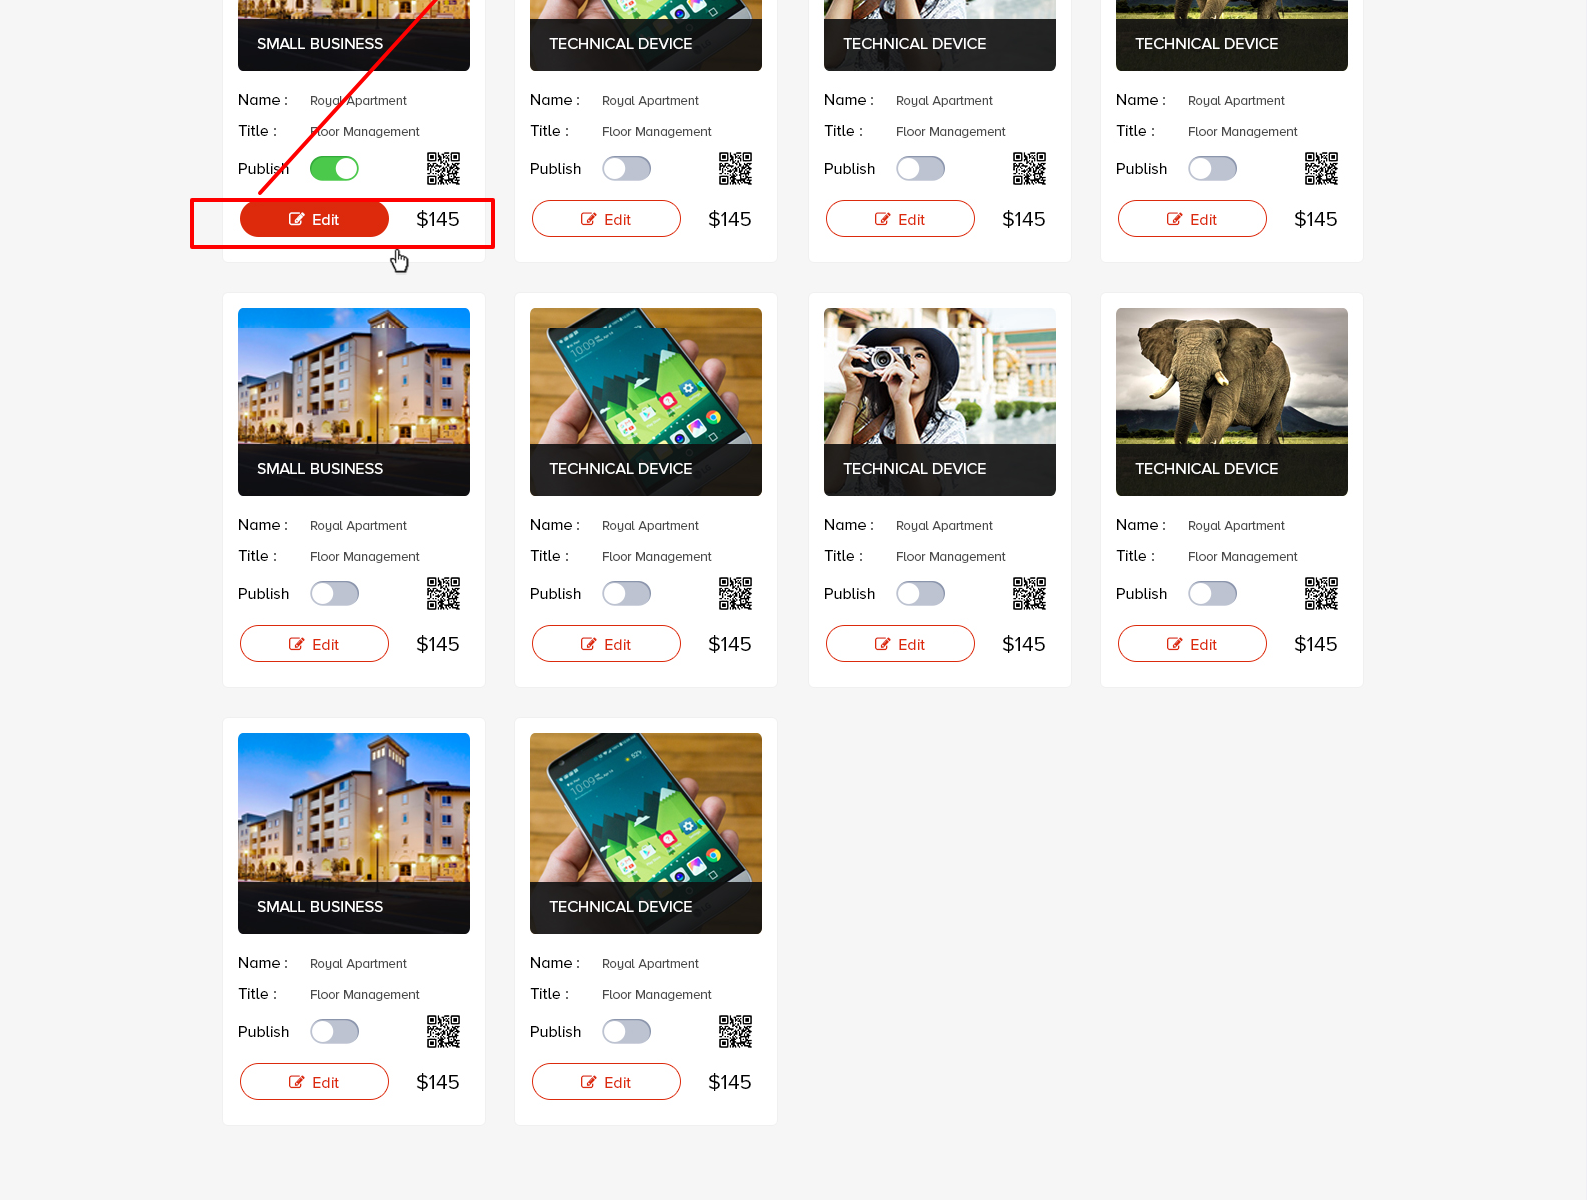 SMALL BUSINESS
Name :
Royal Apartment
Title :
Floor Management
Publish
Edit
$145
TECHNICAL DEVICE
Name :
Royal Apartment
Title :
Floor Management
Publish
Edit
$145
TECHNICAL DEVICE
Name :
Royal Apartment
Title :
Floor Management
Publish
Edit
$145
TECHNICAL DEVICE
Name :
Royal Apartment
Title :
Floor Management
Publish
Edit
$145
10:09
SMALL BUSINESS
Name :
Royal Apartment
Title :
Floor Management
Publish
Edit
$145
TECHNICAL DEVICE
Name :
Royal Apartment
Title :
Floor Management
Publish
Edit
$145
TECHNICAL DEVICE
Name :
Royal Apartment
Title :
Floor Management
Publish
Edit
$145
TECHNICAL DEVICE
Name :
Royal Apartment
Title :
Floor Management
Publish
Edit
$145
SMALL BUSINESS
Name :
Royal Apartment
Title :
Floor Management
Publish
Edit
$145
10:09
TECHNICAL DEVICE
Name :
Royal Apartment
Title :
Floor Management
Publish
Edit
$145